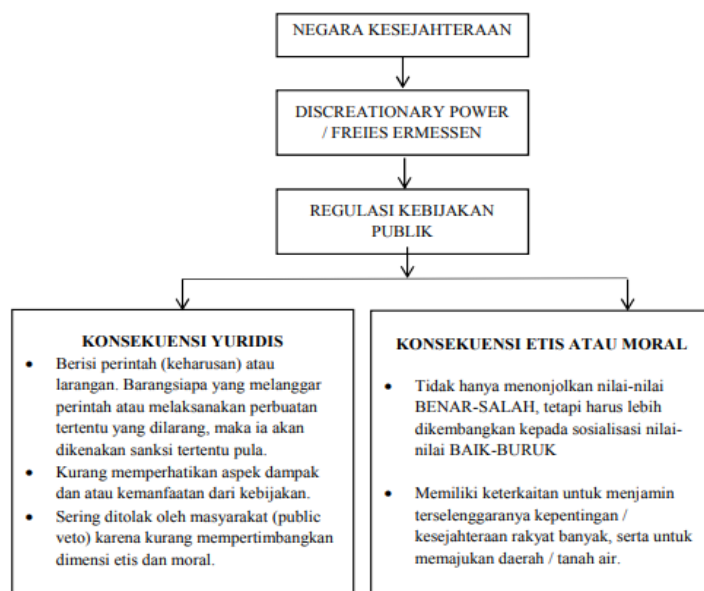 NEGARA KESEJAHTERAAN
DISCREATIONARY POWER
/ FREIES ERMESSEN
REGULASI KEBIJAKAN
PUBLIK
KONSEKUENSI YURIDIS
• Berisi perintah (keharusan) atau
larangan. Barangsiapa yang melanggar
perintah atau melaksanakan perbuatan
tertentu yang dilarang, maka ia akan
dikenakan sanksi tertentu pula.
• Kurang memperhatikan aspek dampak
dan atau kemanfaatan dari kebijakan.
• Sering ditolak oleh masyarakat (public
veto) karena kurang mempertimbangkan
dimensi etis dan moral.
KONSEKUENSI ETIS ATAU MORAL
• Tidak hanya menonjolkan nilai-nilai
BENAR-SALAH, tetapi harus lebih
dikembangkan kepada sosialisasi nilai-
nilai BAIK-BURUK
• Memiliki keterkaitan untuk menjamin
terselenggaranya kepentingan /
kesejahteraan rakyat banyak, serta untuk
memajukan daerah / tanah air.